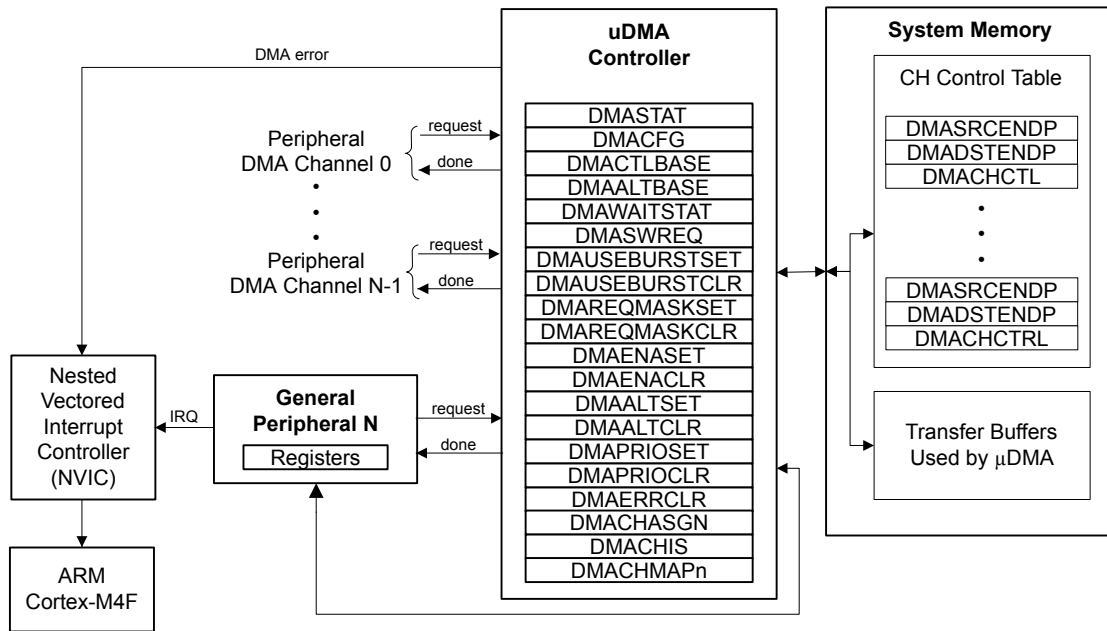 DMA error
Peripheral
DMA Channel 0
request
done
•
•
•
Peripheral
DMA Channel N-1
request
done
Nested
Vectored
Interrupt
Controller
(NVIC)
IRQ
General
Peripheral N
Registers
request
done
ARM
Cortex-M4F
uDMA
Controller
DMASTAT
DMACFG
DMACTLBASE
DMAALTBASE
DMAWAITSTAT
DMASWREQ
DMAUSEBURSTSET
DMAUSEBURSTCLR
DMAREQMASKSET
DMAREQMASKCLR
DMAENASET
DMAENACLR
DMAALTSET
DMAALTCLR
DMAPRIOSET
DMAPRIOCLR
DMAERRCLR
DMACHASGN
DMACHIS
DMACHMAPn
System Memory
CH Control Table
DMASRCENDP
DMADSTENDP
DMACHCTL
•
•
•
DMASRCENDP
DMADSTENDP
DMACHCTRL
Transfer Buffers
Used by μDMA